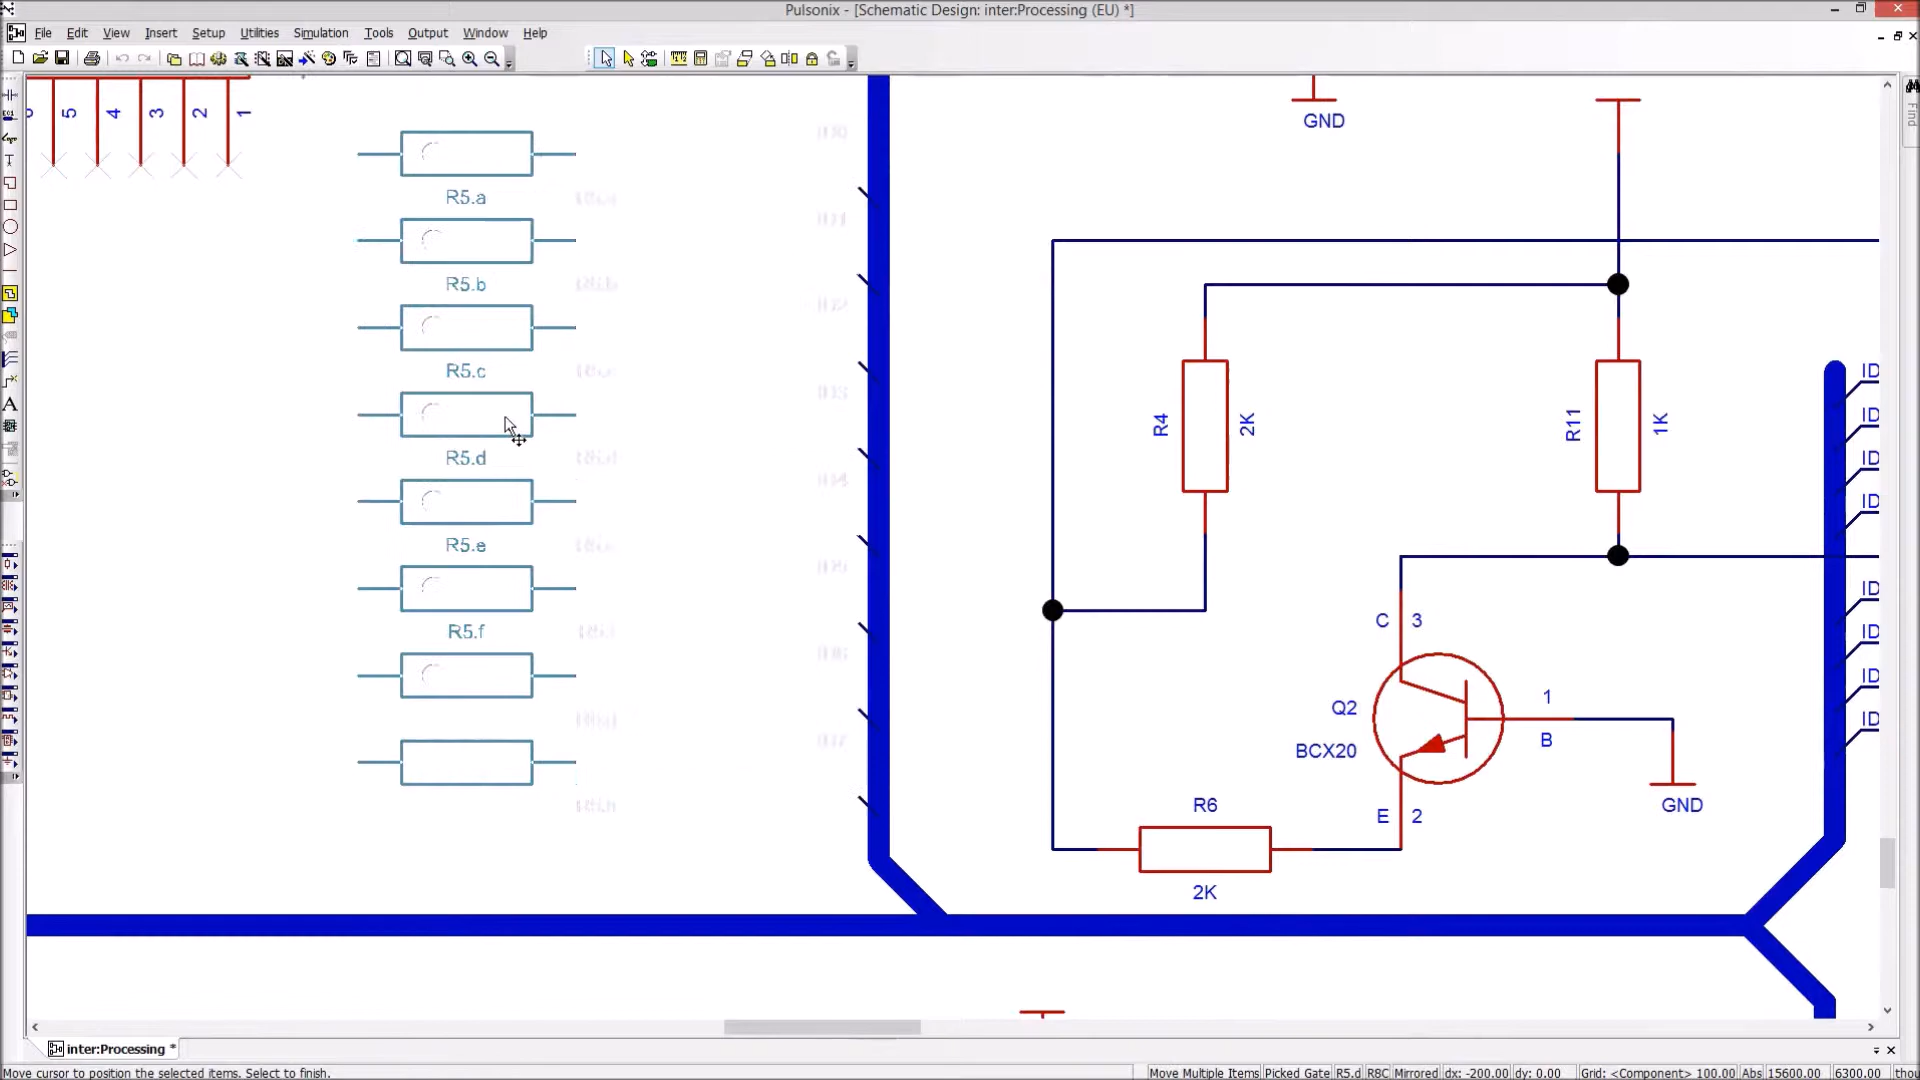 Pulsonix - [Schematic Design: inter:Processing (EU) *]
File Edit View Insert Setup Utilities Simulation Tools Output Window Help
5 4 3 2 1
Find
GND
R5.a
R5.b
R5.c
R5.d
R5.e
R5.f
R4 2K
R11 1K
ID
ID
ID
ID
ID
ID
ID
ID
C 3
Q2
BCX20
1
B
E 2
GND
R6
2K
inter:Processing *
Move cursor to position the selected items. Select to finish.
Move Multiple Items Picked Gate R5.d R8C Mirrored dx: -200.00 dy: 0.00 Grid: <Component> 100.00 Abs 15600.00 6300.00 thou